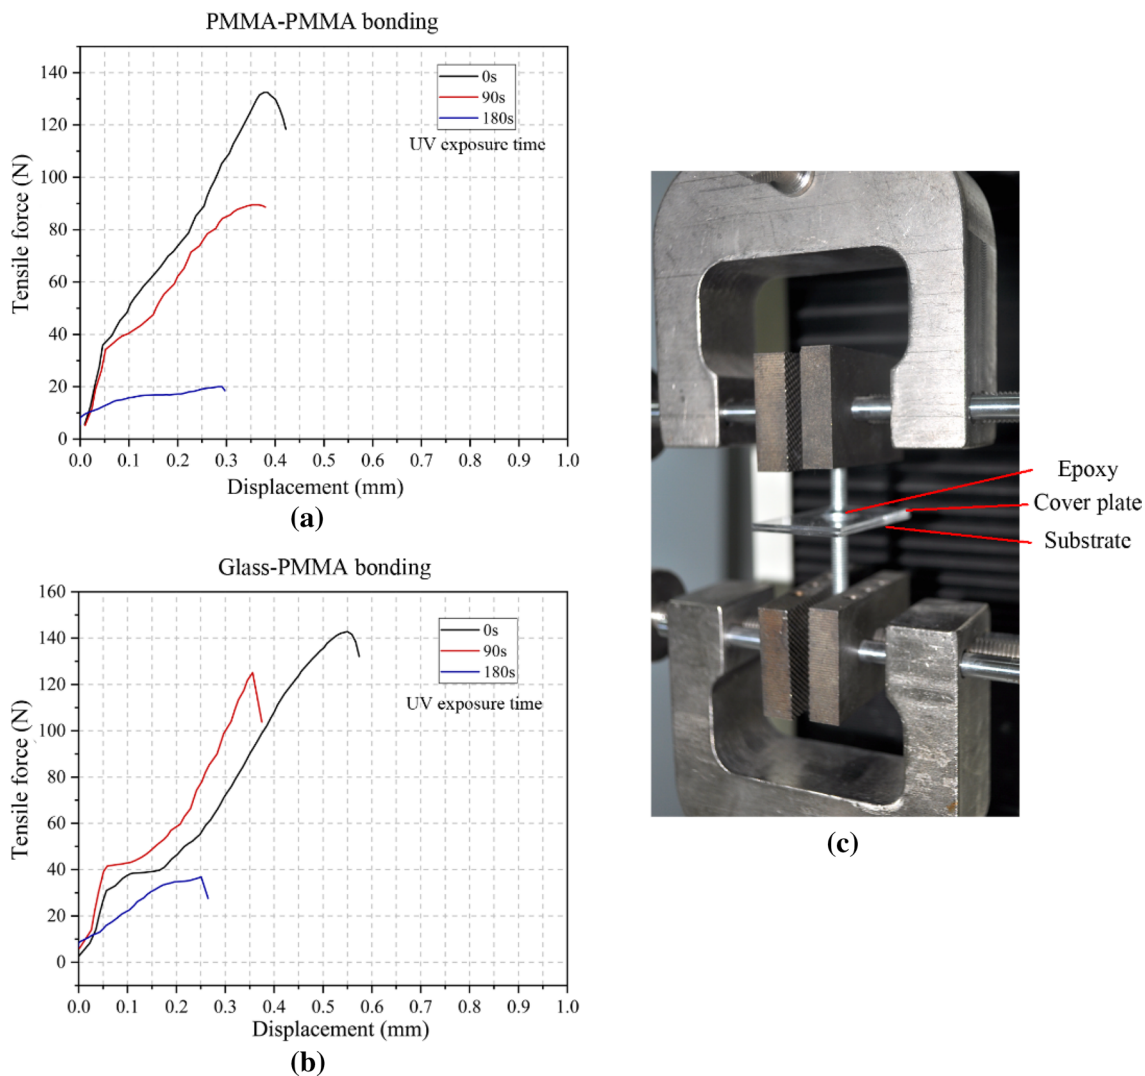 PMMA-PMMA bonding
140
120
100
80
60
40
20
0
Tensile force (N)
0s
90s
180s
UV exposure time
0.0 0.1 0.2 0.3 0.4 0.5 0.6 0.7 0.8 0.9 1.0
Displacement (mm)
(a)
Glass-PMMA bonding
160
140
120
100
80
60
40
20
0
Tensile force (N)
0s
90s
180s
UV exposure time
0.0 0.1 0.2 0.3 0.4 0.5 0.6 0.7 0.8 0.9 1.0
Displacement (mm)
(b)
Epoxy
Cover plate
Substrate
(c)